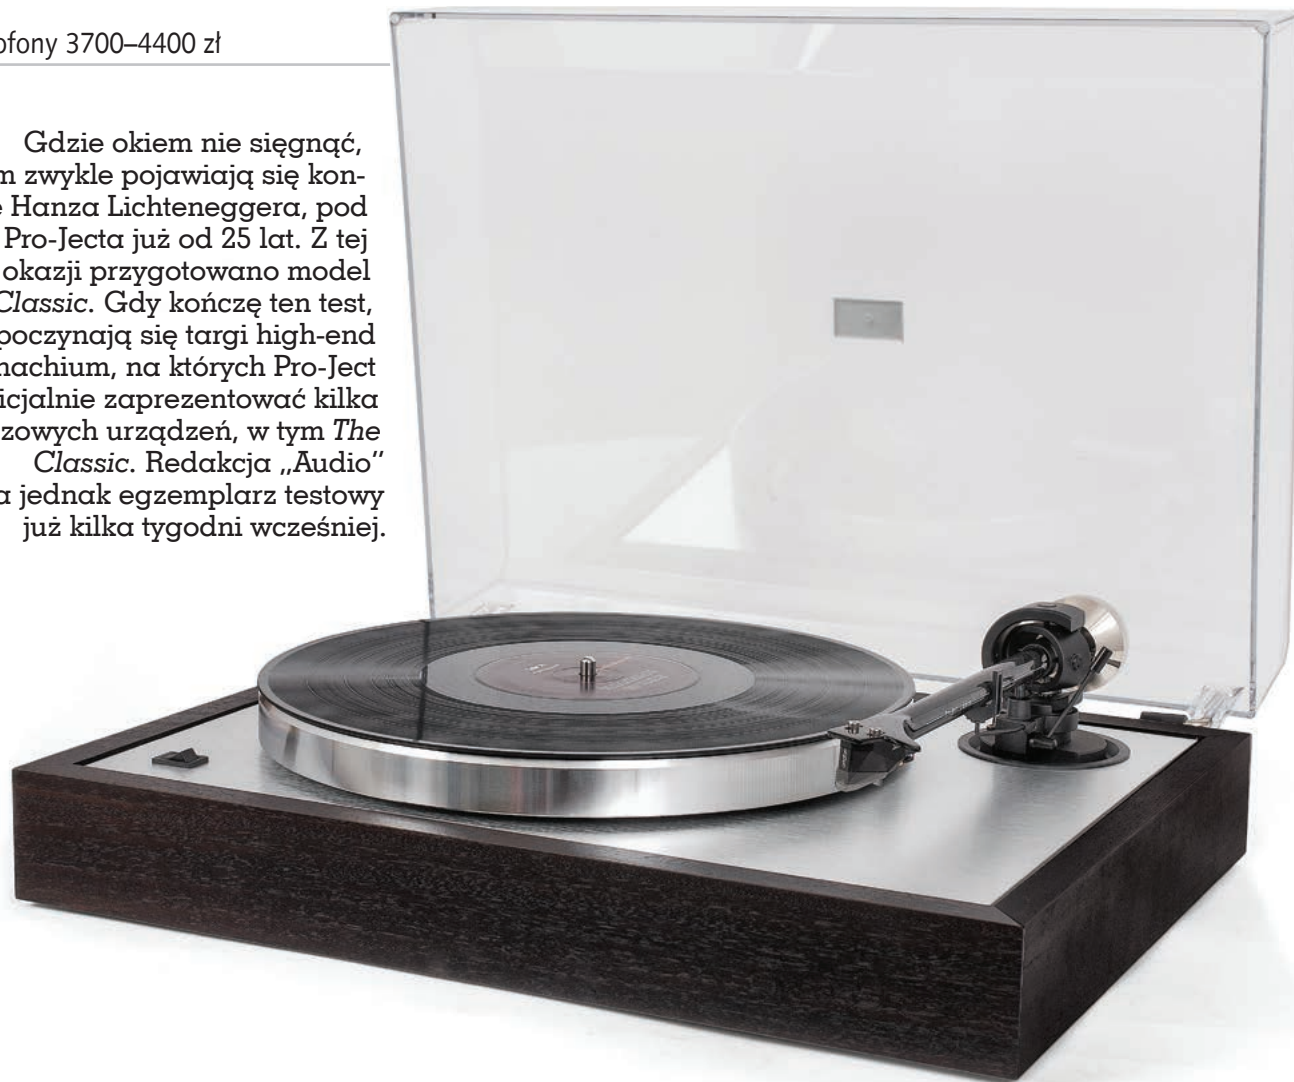 ofony 3700–4400 zł
Gdzie okiem nie sięgnąć,
m zwykle pojawiają się kon-
e Hanza Lichteneggera, pod
Pro-Jecta już od 25 lat. Z tej
okazji przygotowano model
Classic. Gdy kończę ten test,
poczynają się targi high-end
nachium, na których Pro-Ject
icjalnie zaprezentować kilka
zowych urządzeń, w tym The
Classic. Redakcja „Audio”
a jednak egzemplarz testowy
już kilka tygodni wcześniej.